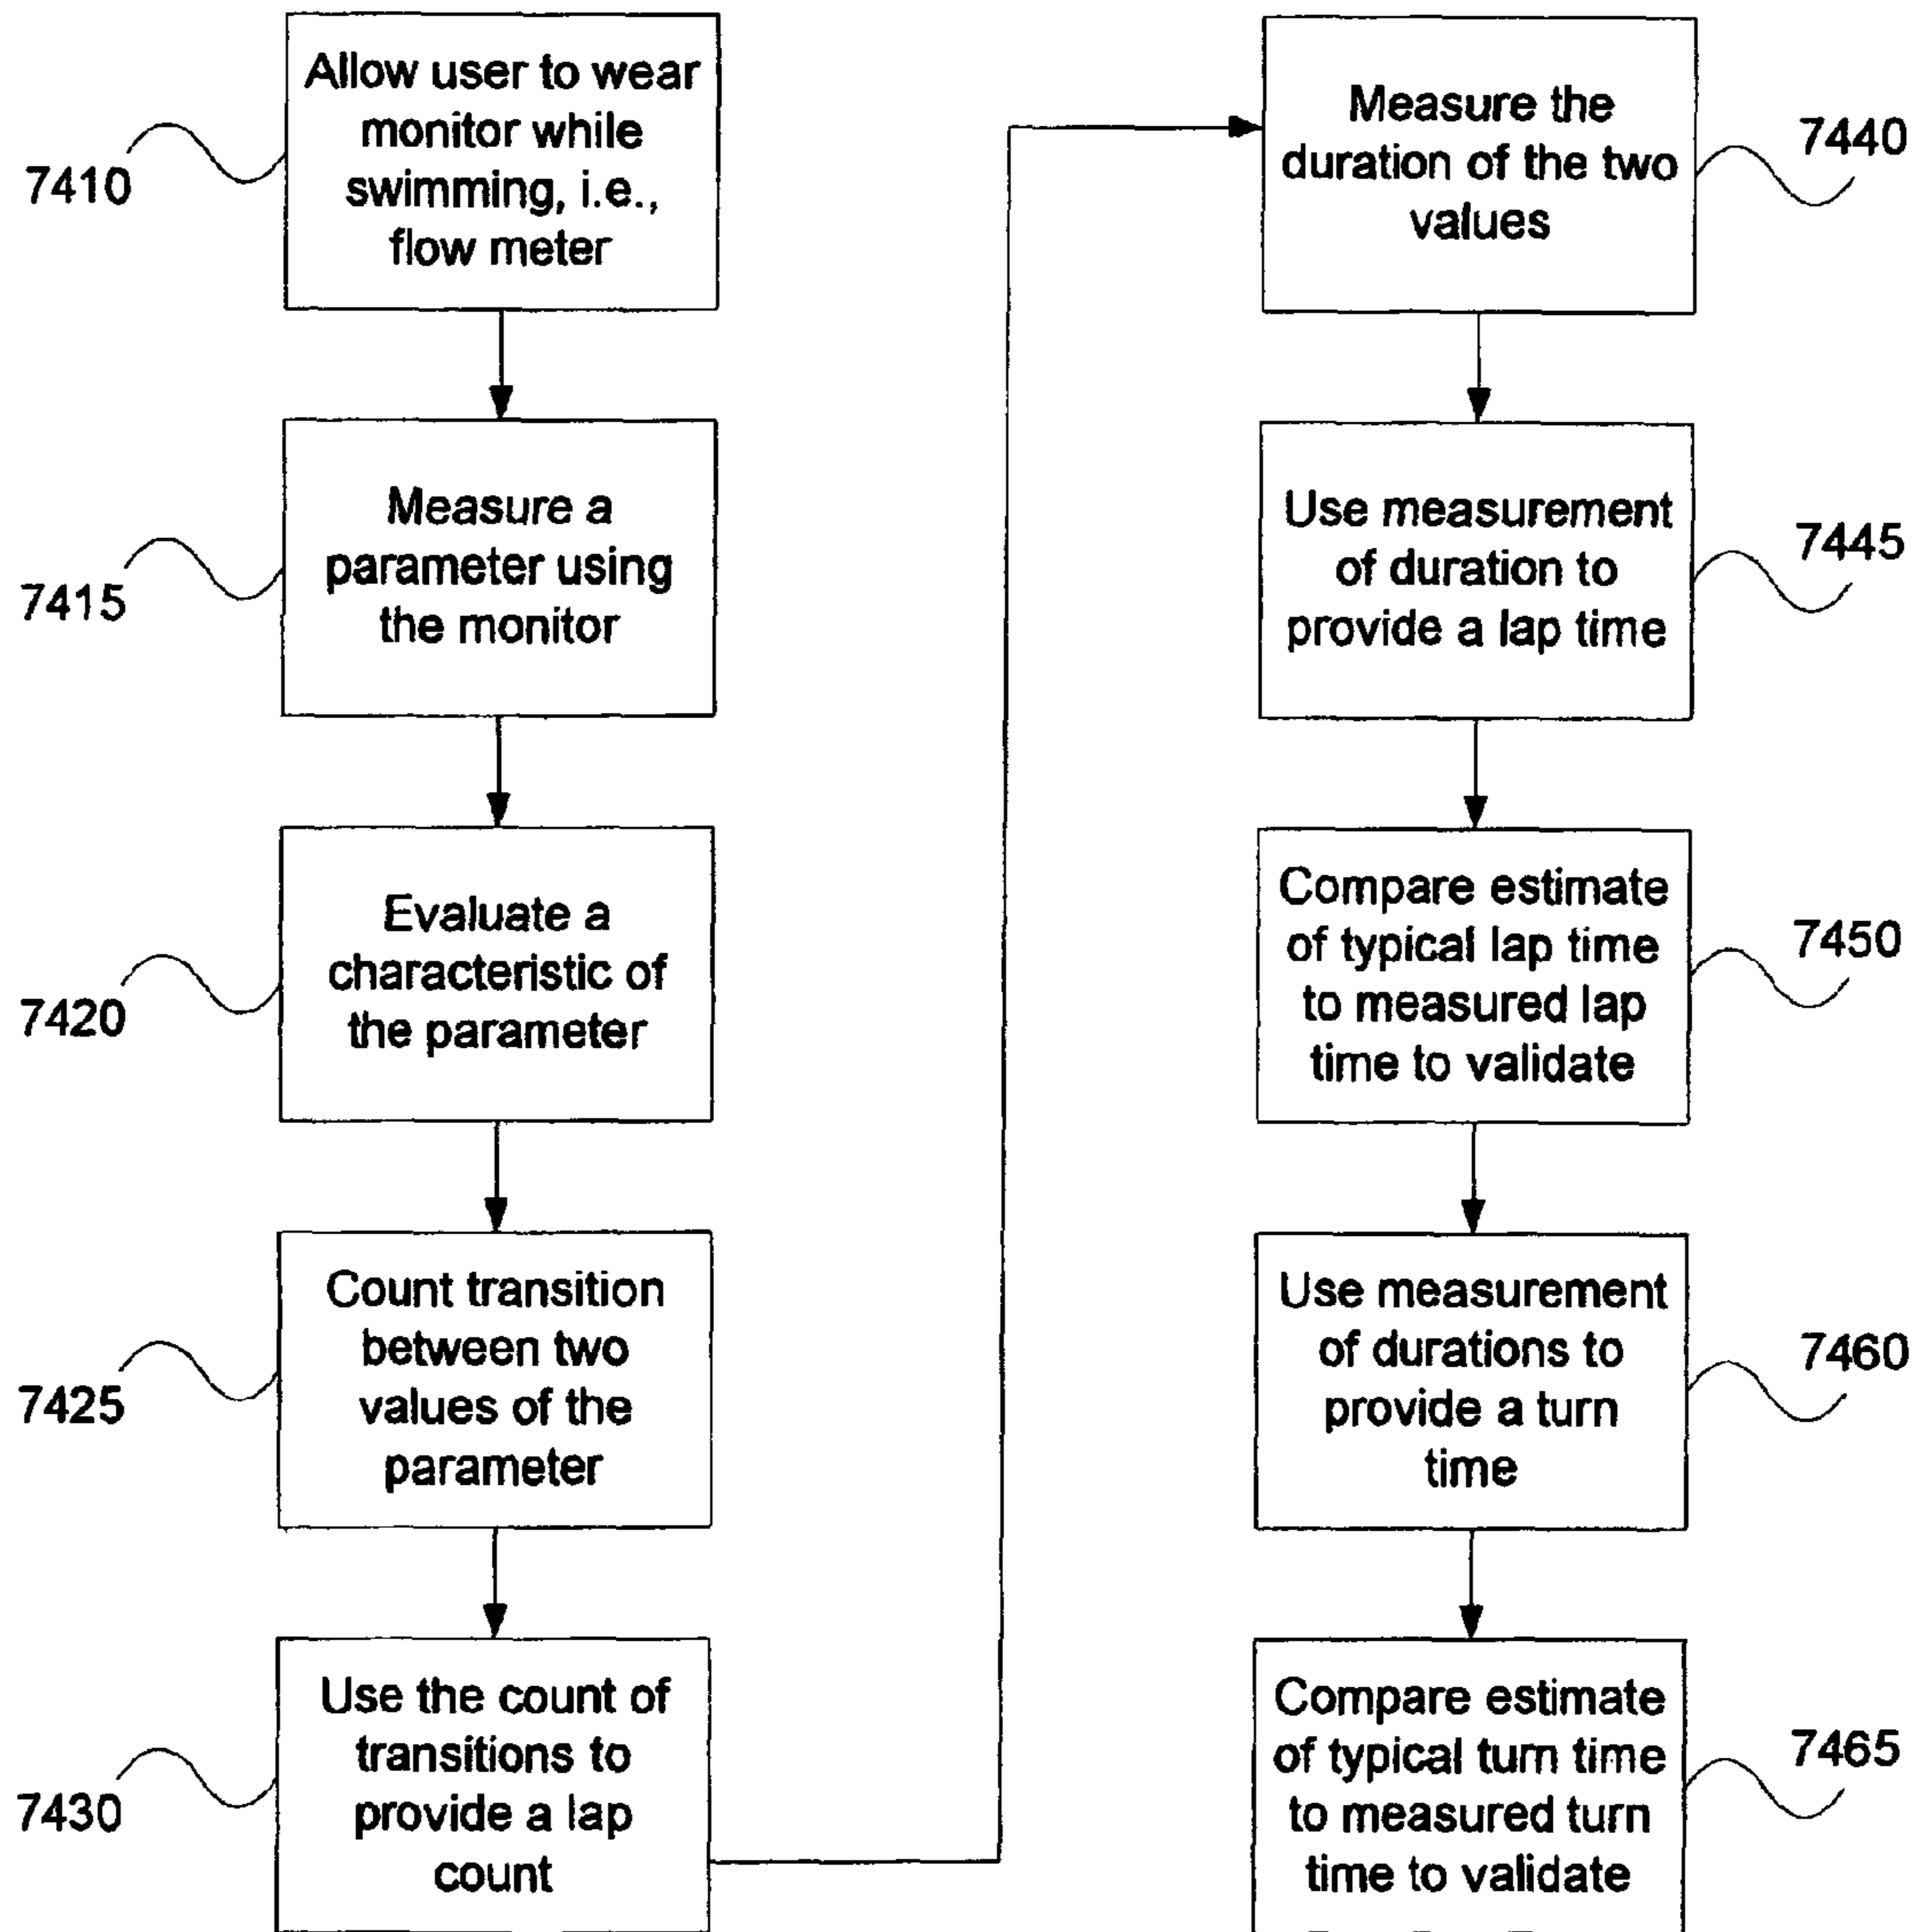 Allow user to wear
monitor while
swimming, i.e.,
flow meter
7410
Measure a
parameter using
the monitor
7415
Evaluate a
characteristic of
the parameter
7420
Count transition
between two
values of the
parameter
7425
Use the count of
transitions to
provide a lap
count
7430
Measure the
duration of the two
values
7440
Use measurement
of duration to
provide a lap time
7445
Compare estimate
of typical lap time
to measured lap
time to validate
7450
Use measurement
of durations to
provide a turn
time
7460
Compare estimate
of typical turn time
to measured turn
time to validate
7465